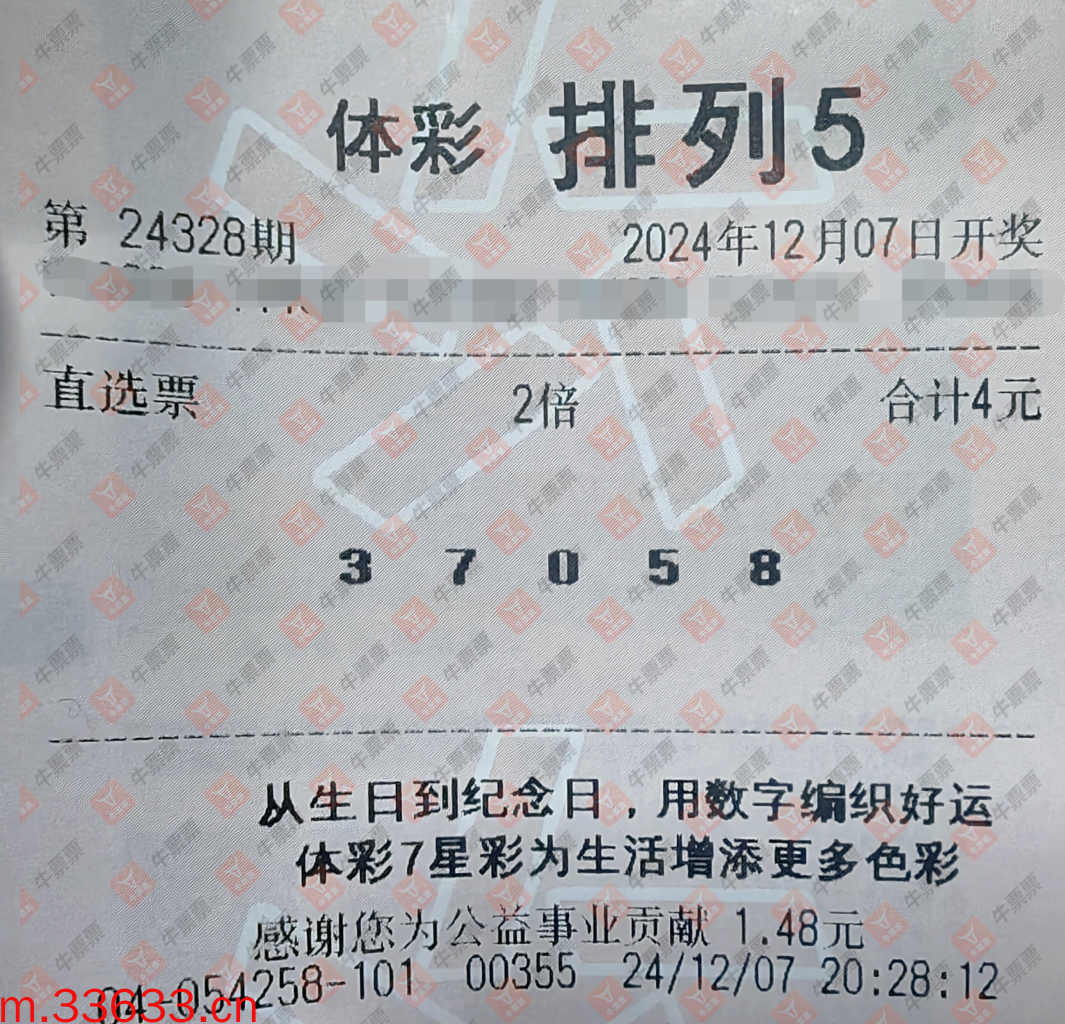 体彩 排列5
第 24328期 2024年12月07日开奖
直选票 2倍 合计4元
3 7 0 5 8
从生日到纪念日,用数字编织好运
体彩7星彩为生活增添更多色彩
感谢您为公益事业贡献 1.48元
04-054258-101 00355 24/12/07 20:28:12
m.33633.cn
牛票票